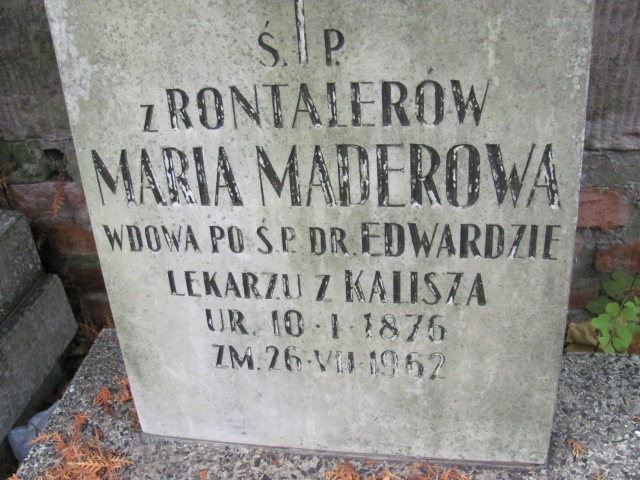 Ś. P.
z RONTALERÓW
MARIA MADEROWA
WDOWA PO Ś.P. DR. EDWARDZIE
LEKARZU Z KALISZA
UR. 10 · I · 1876
ZM. 26 · VII · 1962